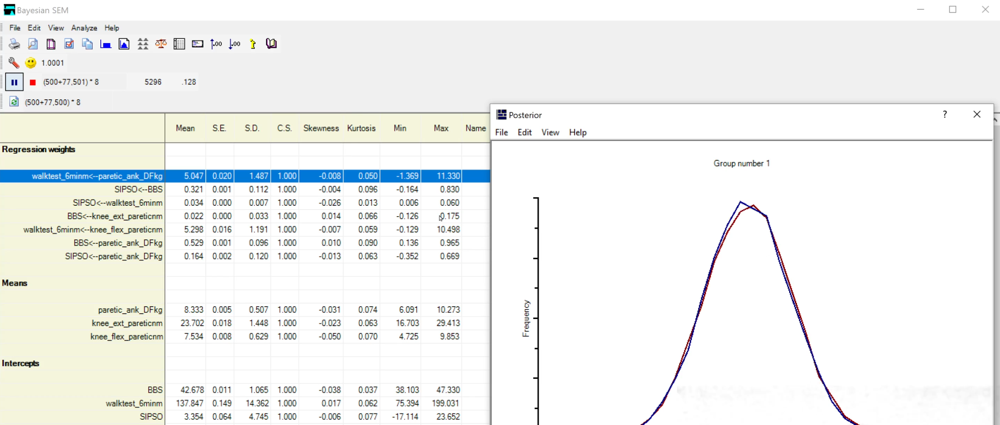 Bayesian SEM
File Edit View Analyze Help
1.0001
(500+77,501) * 8 5296 .128
(500+77,500) * 8
Posterior
File Edit View Help
Mean S.E. S.D. C.S. Skewness Kurtosis Min Max Name
Regression weights
walktest_6minm<--paretic_ank_DFkg 5.047 0.020 1.487 1.000 -0.008 0.050 -1.369 11.330
SIPSO<--BBS 0.321 0.001 0.112 1.000 -0.004 0.096 -0.164 0.830
SIPSO<--walktest_6minm 0.034 0.000 0.007 1.000 -0.026 0.013 0.006 0.060
BBS<--knee_ext_pareticnm 0.022 0.000 0.033 1.000 0.014 0.066 -0.126 0.175
walktest_6minm<--knee_flex_pareticnm 5.298 0.016 1.191 1.000 -0.007 0.059 -0.129 10.498
BBS<--paretic_ank_DFkg 0.529 0.001 0.096 1.000 0.010 0.090 0.136 0.965
SIPSO<--paretic_ank_DFkg 0.164 0.002 0.120 1.000 -0.013 0.063 -0.352 0.669
Means
paretic_ank_DFkg 8.333 0.005 0.507 1.000 -0.031 0.074 6.091 10.273
knee_ext_pareticnm 23.702 0.018 1.448 1.000 -0.023 0.063 16.703 29.413
knee_flex_pareticnm 7.534 0.008 0.629 1.000 -0.050 0.070 4.725 9.853
Intercepts
BBS 42.678 0.011 1.065 1.000 -0.038 0.037 38.103 47.330
walktest_6minm 137.847 0.149 14.362 1.000 0.017 0.062 75.394 199.031
SIPSO 3.354 0.064 4.745 1.000 -0.006 0.077 -17.114 23.652
Group number 1
Frequency